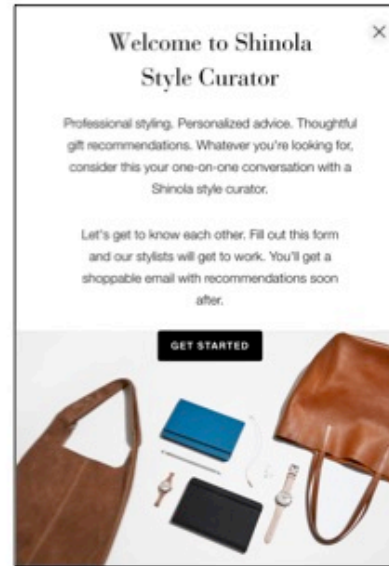 Welcome to Shinola
Style Curator
Professional styling. Personalized advice. Thoughtful
gift recommendations. Whatever you're looking for,
consider this your one-on-one conversation with a
Shinola style curator.
Let's get to know each other. Fill out this form
and our stylists will get to work. You'll get a
shoppable email with recommendations soon
after.
GET STARTED